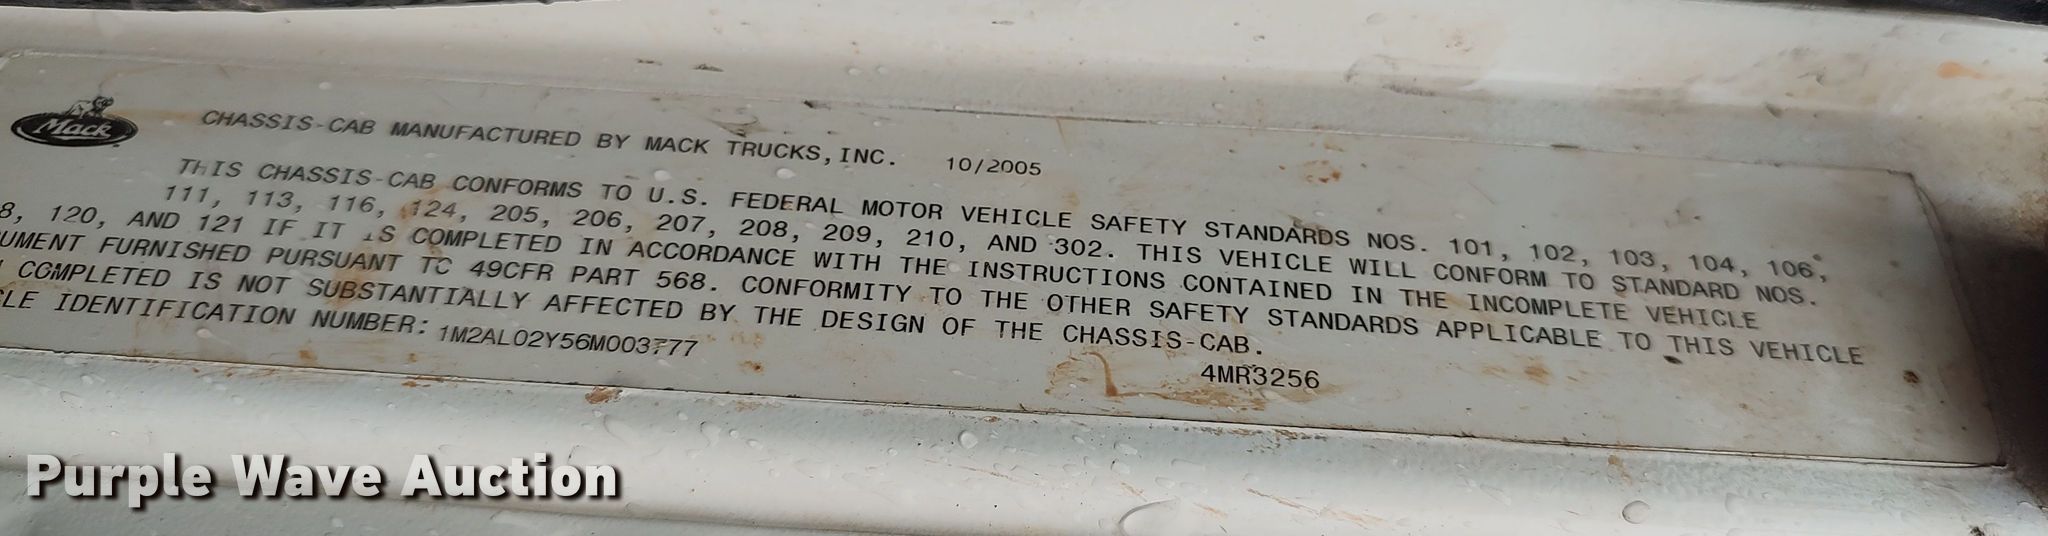 Mack
CHASSIS-CAB MANUFACTURED BY MACK TRUCKS, INC. 10/2005
THIS CHASSIS-CAB CONFORMS TO U.S. FEDERAL MOTOR VEHICLE SAFETY STANDARDS NOS. 101, 102, 103, 104, 106,
111, 113, 116, 124, 205, 206, 207, 208, 209, 210, AND 302. THIS VEHICLE WILL CONFORM TO STANDARD NOS.
8, 120, AND 121 IF IT IS COMPLETED IN ACCORDANCE WITH THE INSTRUCTIONS CONTAINED IN THE INCOMPLETE VEHICLE
UMENT FURNISHED PURSUANT TO 49CFR PART 568. CONFORMITY TO THE OTHER SAFETY STANDARDS APPLICABLE TO THIS VEHICLE
COMPLETED IS NOT SUBSTANTIALLY AFFECTED BY THE DESIGN OF THE CHASSIS-CAB.
CLE IDENTIFICATION NUMBER: 1M2AL02Y56M003777
4MR3256
Purple Wave Auction